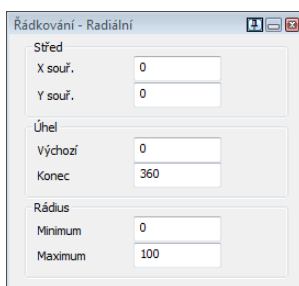 Řádkování - Radiální
Střed
X souř. 0
Y souř. 0
Úhel
Výchozí 0
Konec 360
Rádius
Minimum 0
Maximum 100